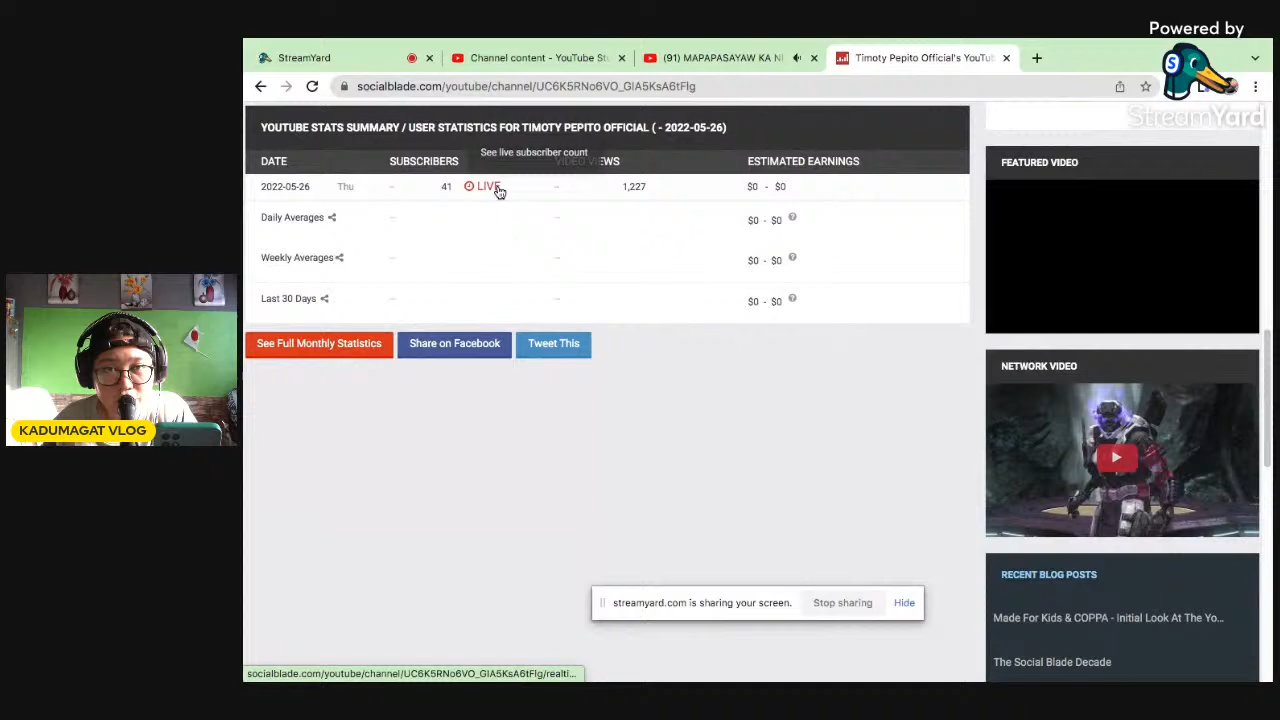 Powered by
StreamYard
StreamYard
Channel content - YouTube St
(91) MAPAPASAYAW KA N
Timoty Pepito Official's YouTu
socialblade.com/youtube/channel/UC6K5RNo6VO_GIA5KsA6tFlg
YOUTUBE STATS SUMMARY / USER STATISTICS FOR TIMOTY PEPITO OFFICIAL ( - 2022-05-26)
See live subscriber count
DATE SUBSCRIBERS VIDEO VIEWS ESTIMATED EARNINGS
2022-05-26 Thu -- 41 LIVE -- 1,227 $0 - $0
Daily Averages -- -- $0 - $0
Weekly Averages -- -- $0 - $0
Last 30 Days -- -- $0 - $0
See Full Monthly Statistics Share on Facebook Tweet This
FEATURED VIDEO
NETWORK VIDEO
RECENT BLOG POSTS
Made For Kids & COPPA - Initial Look At The Yo...
The Social Blade Decade
KADUMAGAT VLOG
streamyard.com is sharing your screen. Stop sharing Hide
socialblade.com/youtube/channel/UC6K5RNo6VO_GIA5KsA6tFlg/realti...